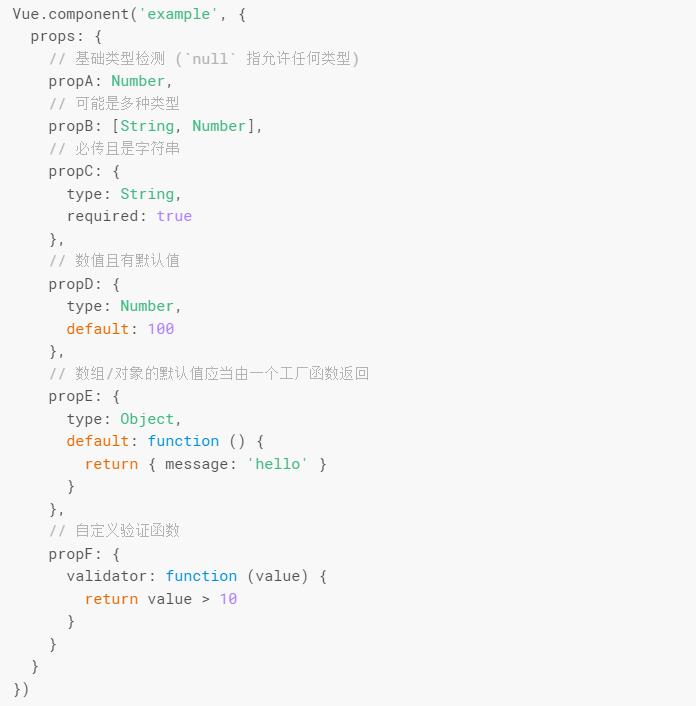 Vue.component('example', {
  props: {
    // 基础类型检测 (`null` 指允许任何类型)
    propA: Number,
    // 可能是多种类型
    propB: [String, Number],
    // 必传且是字符串
    propC: {
      type: String,
      required: true
    },
    // 数值且有默认值
    propD: {
      type: Number,
      default: 100
    },
    // 数组/对象的默认值应当由一个工厂函数返回
    propE: {
      type: Object,
      default: function () {
        return { message: 'hello' }
      }
    },
    // 自定义验证函数
    propF: {
      validator: function (value) {
        return value > 10
      }
    }
  }
})